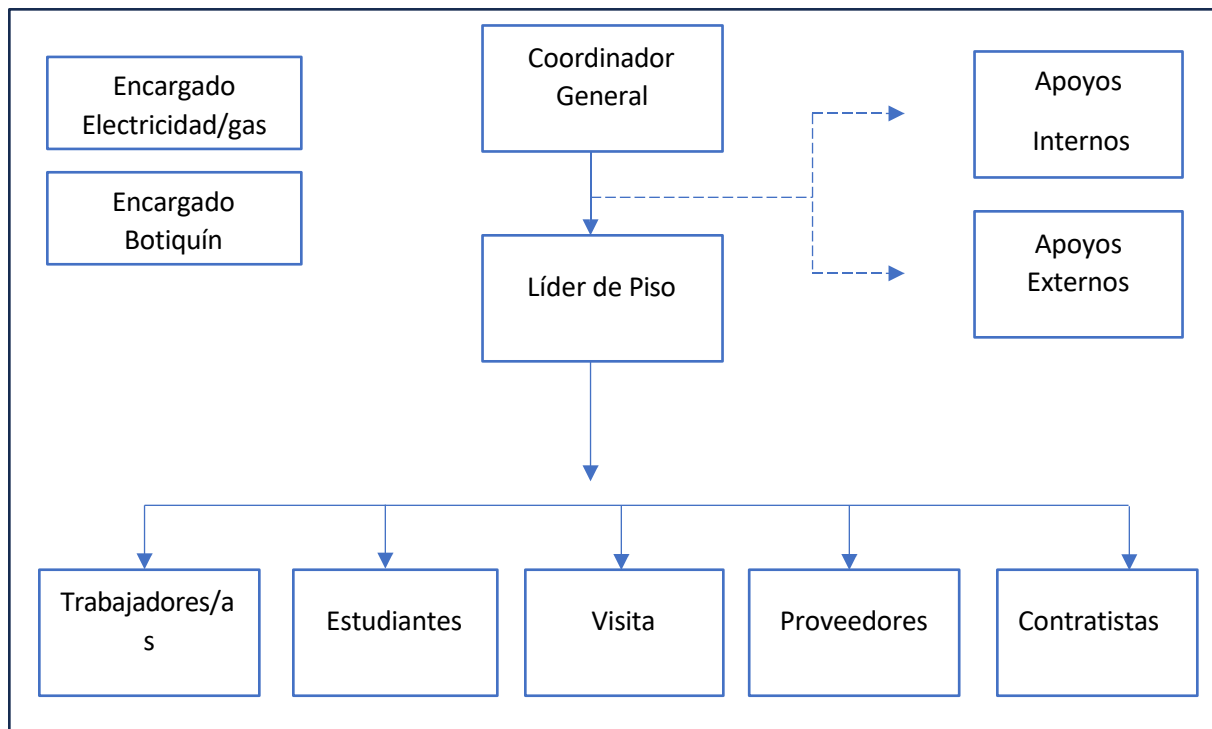 Coordinador
General
Encargado
Electricidad/gas
Encargado
Botiquín
Apoyos
Internos
Apoyos
Externos
Líder de Piso
Trabajadores/a
s
Estudiantes
Visita
Proveedores
Contratistas